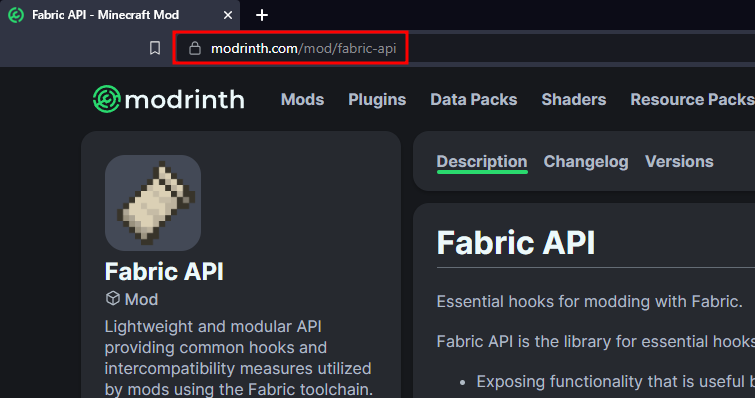 Fabric API - Minecraft Mod
modrinth.com/mod/fabric-api
modrinth Mods Plugins Data Packs Shaders Resource Packs
Fabric API
Mod
Lightweight and modular API
providing common hooks and
intercompatibility measures utilized
by mods using the Fabric toolchain.
Description Changelog Versions
Fabric API
Essential hooks for modding with Fabric.
Fabric API is the library for essential hooks
• Exposing functionality that is useful